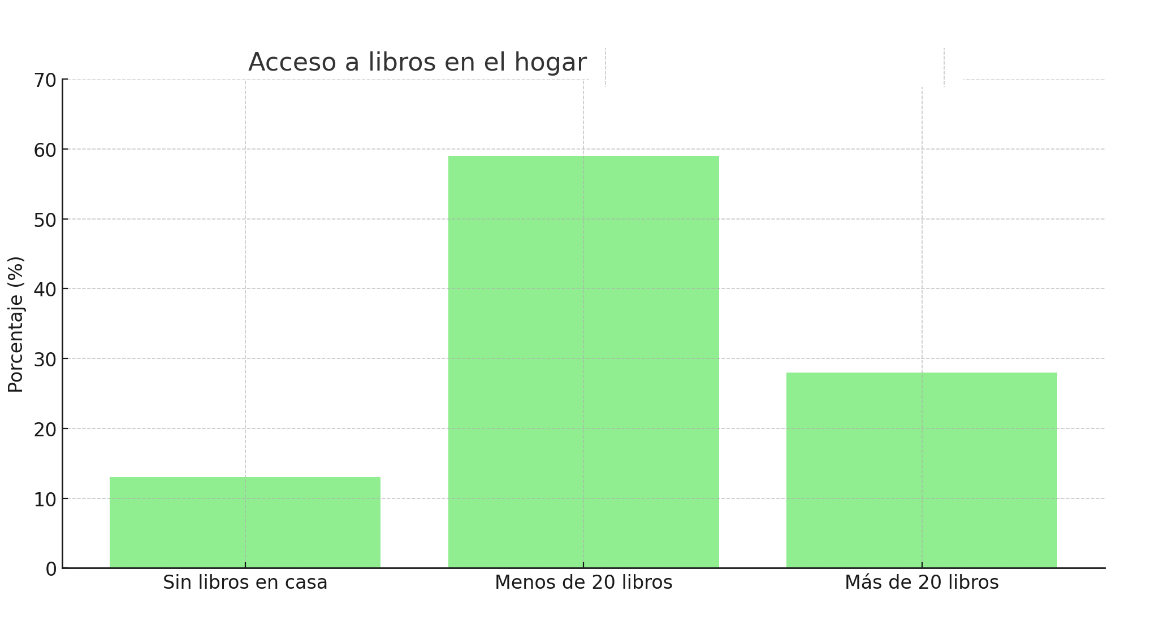 Acceso a libros en el hogar
Porcentaje (%)
70
60
50
40
30
20
10
0
Sin libros en casa
Menos de 20 libros
Más de 20 libros